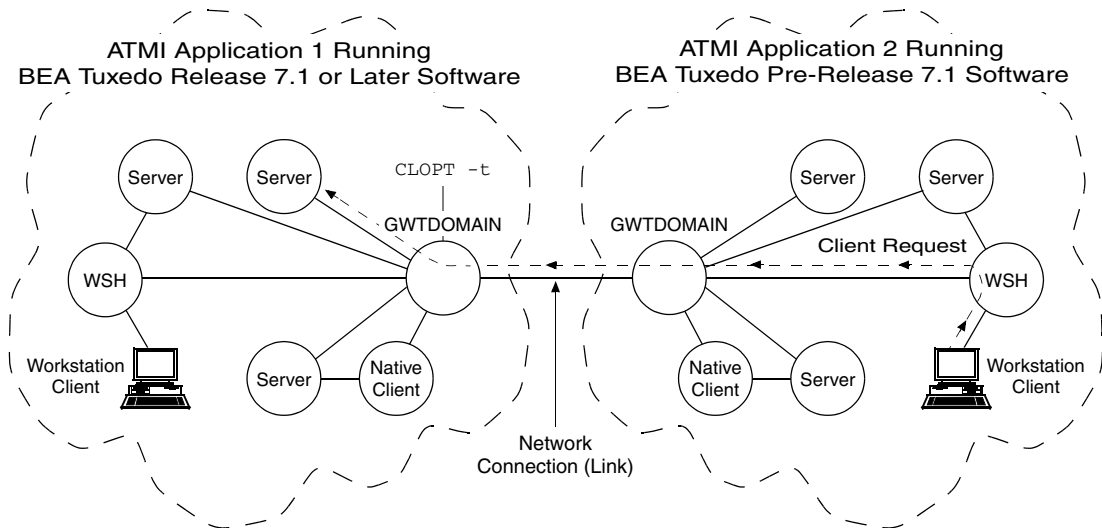 ATMI Application 1 Running
BEA Tuxedo Release 7.1 or Later Software
ATMI Application 2 Running
BEA Tuxedo Pre-Release 7.1 Software
Server
Server
CLOPT -t
GWTDOMAIN
GWTDOMAIN
Server
Server
Client Request
WSH
WSH
Workstation
Client
Server
Native
Client
Native
Client
Server
Workstation
Client
Network
Connection (Link)